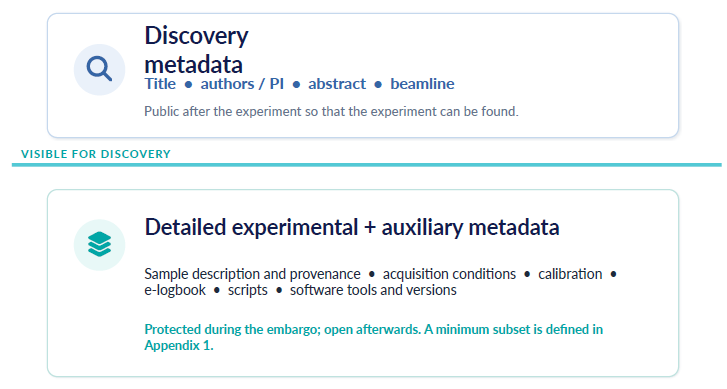 Discovery
metadata
Title • authors / PI • abstract • beamline
Public after the experiment so that the experiment can be found.
VISIBLE FOR DISCOVERY
Detailed experimental + auxiliary metadata
Sample description and provenance • acquisition conditions • calibration •
e-logbook • scripts • software tools and versions
Protected during the embargo; open afterwards. A minimum subset is defined in
Appendix 1.